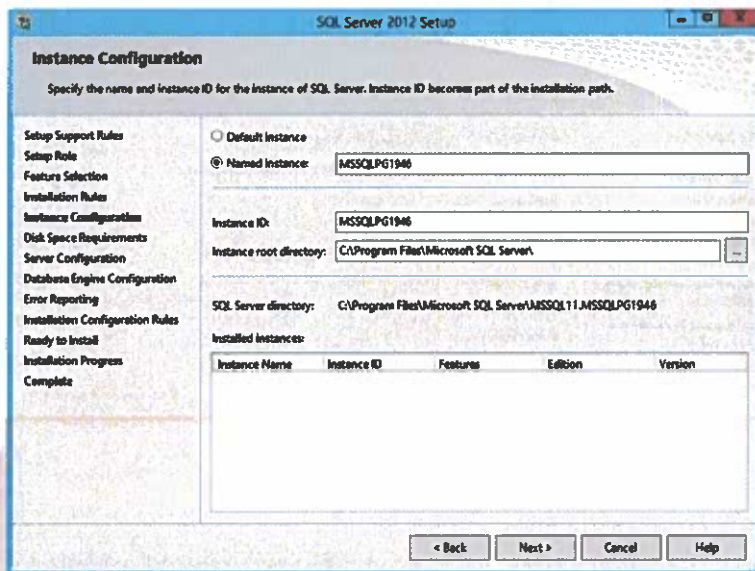 SQL Server 2012 Setup
Instance Configuration
Specify the name and instance ID for the instance of SQL Server. Instance ID becomes part of the installation path.
Setup Support Rules
Setup Role
Feature Selection
Installation Rules
Instance Configuration
Disk Space Requirements
Server Configuration
Database Engine Configuration
Error Reporting
Installation Configuration Rules
Ready to Install
Installation Progress
Complete
Default instance
Named instance: MSSQLPG1946
Instance ID: MSSQLPG1946
Instance root directory: C:\Program Files\Microsoft SQL Server\ ...
SQL Server directory: C:\Program Files\Microsoft SQL Server\MSSQL11.MSSQLPG1946
Installed instances:
Instance Name Instance ID Features Edition Version
< Back Next > Cancel Help